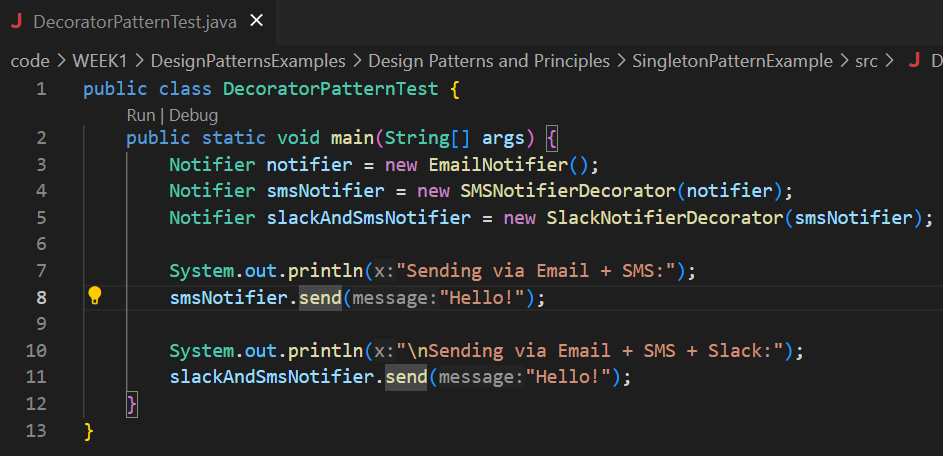 J DecoratorPatternTest.java ×
code > WEEK1 > DesignPatternsExamples > Design Patterns and Principles > SingletonPatternExample > src > J D
1 public class DecoratorPatternTest {
Run | Debug
2 public static void main(String[] args) {
3 Notifier notifier = new EmailNotifier();
4 Notifier smsNotifier = new SMSNotifierDecorator(notifier);
5 Notifier slackAndSmsNotifier = new SlackNotifierDecorator(smsNotifier);
6
7 System.out.println(x:"Sending via Email + SMS:");
8 smsNotifier.send(message:"Hello!");
9
10 System.out.println(x:"\nSending via Email + SMS + Slack:");
11 slackAndSmsNotifier.send(message:"Hello!");
12 }
13 }